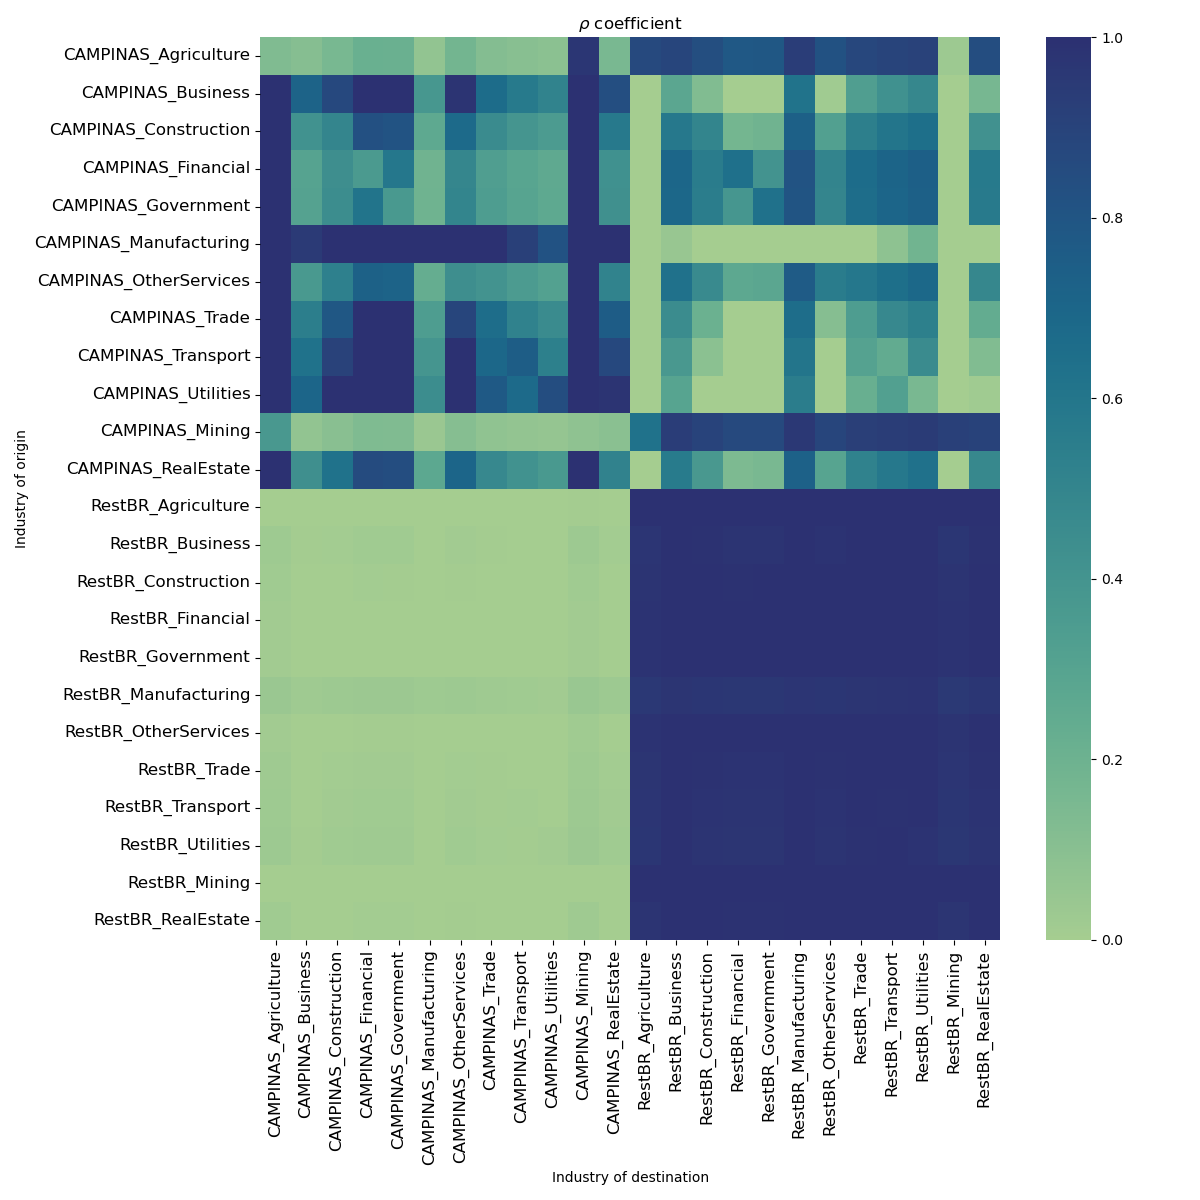 ρ coefficient
CAMPINAS_Agriculture
CAMPINAS_Business
CAMPINAS_Construction
CAMPINAS_Financial
CAMPINAS_Government
CAMPINAS_Manufacturing
CAMPINAS_OtherServices
CAMPINAS_Trade
CAMPINAS_Transport
CAMPINAS_Utilities
CAMPINAS_Mining
CAMPINAS_RealEstate
RestBR_Agriculture
RestBR_Business
RestBR_Construction
RestBR_Financial
RestBR_Government
RestBR_Manufacturing
RestBR_OtherServices
RestBR_Trade
RestBR_Transport
RestBR_Utilities
RestBR_Mining
RestBR_RealEstate
Industry of origin
CAMPINAS_Agriculture
CAMPINAS_Business
CAMPINAS_Construction
CAMPINAS_Financial
CAMPINAS_Government
CAMPINAS_Manufacturing
CAMPINAS_OtherServices
CAMPINAS_Trade
CAMPINAS_Transport
CAMPINAS_Utilities
CAMPINAS_Mining
CAMPINAS_RealEstate
RestBR_Agriculture
RestBR_Business
RestBR_Construction
RestBR_Financial
RestBR_Government
RestBR_Manufacturing
RestBR_OtherServices
RestBR_Trade
RestBR_Transport
RestBR_Utilities
RestBR_Mining
RestBR_RealEstate
Industry of destination
1.0
0.8
0.6
0.4
0.2
0.0